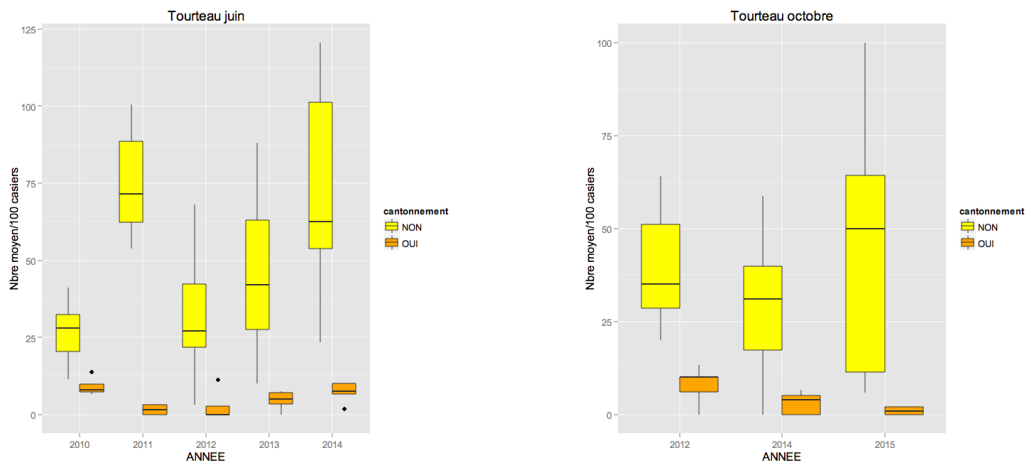 Tourteau juin
125
100
75
50
25
0
Nbre moyen/100 casiers
2010 2011 2012 2013 2014
ANNEE
cantonnement
NON
OUI
Tourteau octobre
100
75
50
25
0
Nbre moyen/100 casiers
2012 2014 2015
ANNEE
cantonnement
NON
OUI